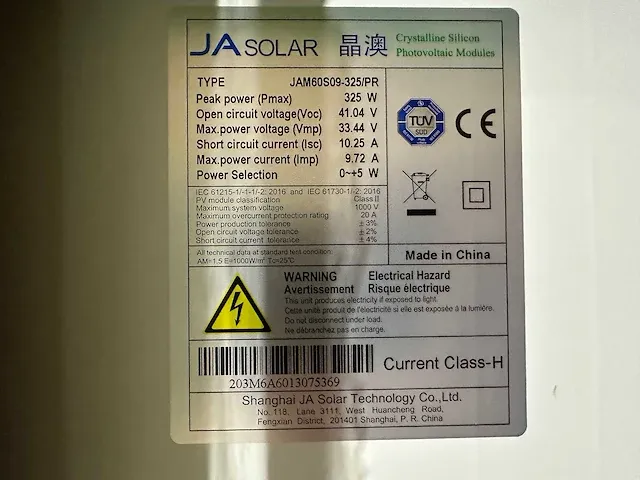 JA SOLAR 晶澳 Crystalline Silicon
Photovoltaic Modules
TYPE JAM60S09-325/PR
Peak power (Pmax) 325 W
Open circuit voltage(Voc) 41.04 V
Max.power voltage (Vmp) 33.44 V
Short circuit current (Isc) 10.25 A
Max.power current (Imp) 9.72 A
Power Selection 0~+5 W
TÜV
SÜD
CE
IEC 61215-1/-1-1/-2: 2016 and IEC 61730-1/-2: 2016
PV module classification Class II
Maximum system voltage 1000 V
Maximum overcurrent protection rating 20 A
Power production tolerance ±3%
Open circuit voltage tolerance ±2%
Short circuit current tolerance ±4%
All technical data at standard test condition
AM=1.5 E=1000W/m² Tc=25℃
Made in China
WARNING Electrical Hazard
Avertissement Risque électrique
This unit produces electricity if exposed to light.
Cette unité produit de l'électricité si elle est exposée à la lumière.
Do not disconnect under load.
Ne débranchez pas en charge.
203M6A6013075369
Current Class-H
Shanghai JA Solar Technology Co.,Ltd.
No. 118, Lane 3111, West Huancheng Road,
Fengxian District, 201401 Shanghai, P. R. China